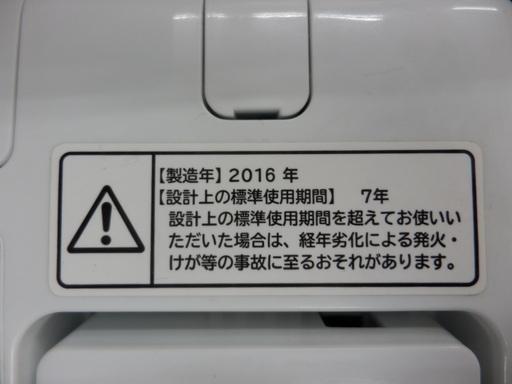 【製造年】2016 年
【設計上の標準使用期間】 7年
設計上の標準使用期間を超えてお使いい
ただいた場合は、経年劣化による発火・
けが等の事故に至るおそれがあります。